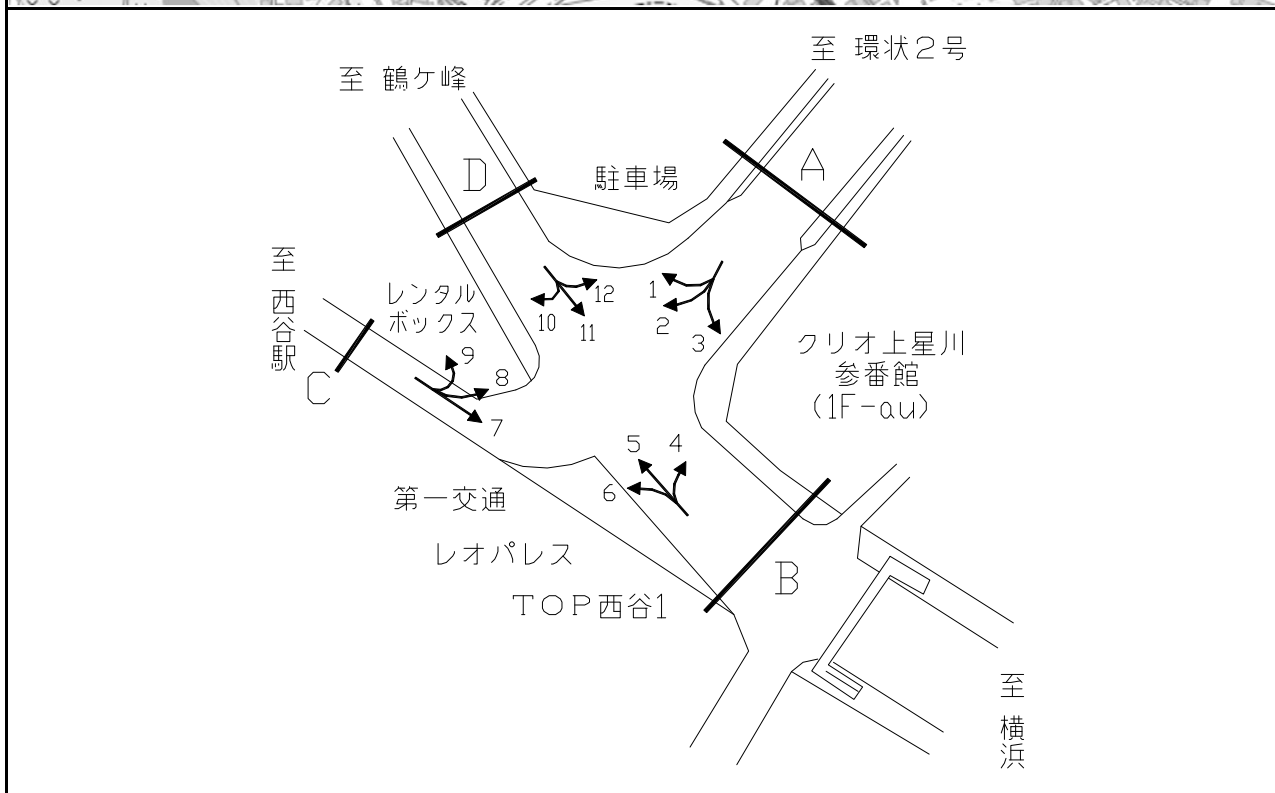 至 環状２号
至 鶴ケ峰
D
駐車場
A
至 西谷駅
レンタル
ボックス
12
10
11
1
2
3
クリオ上星川
参番館
(1F-au)
C
9
8
7
5
4
6
第一交通
レオパレス
B
ＴＯＰ西谷1
至 横浜